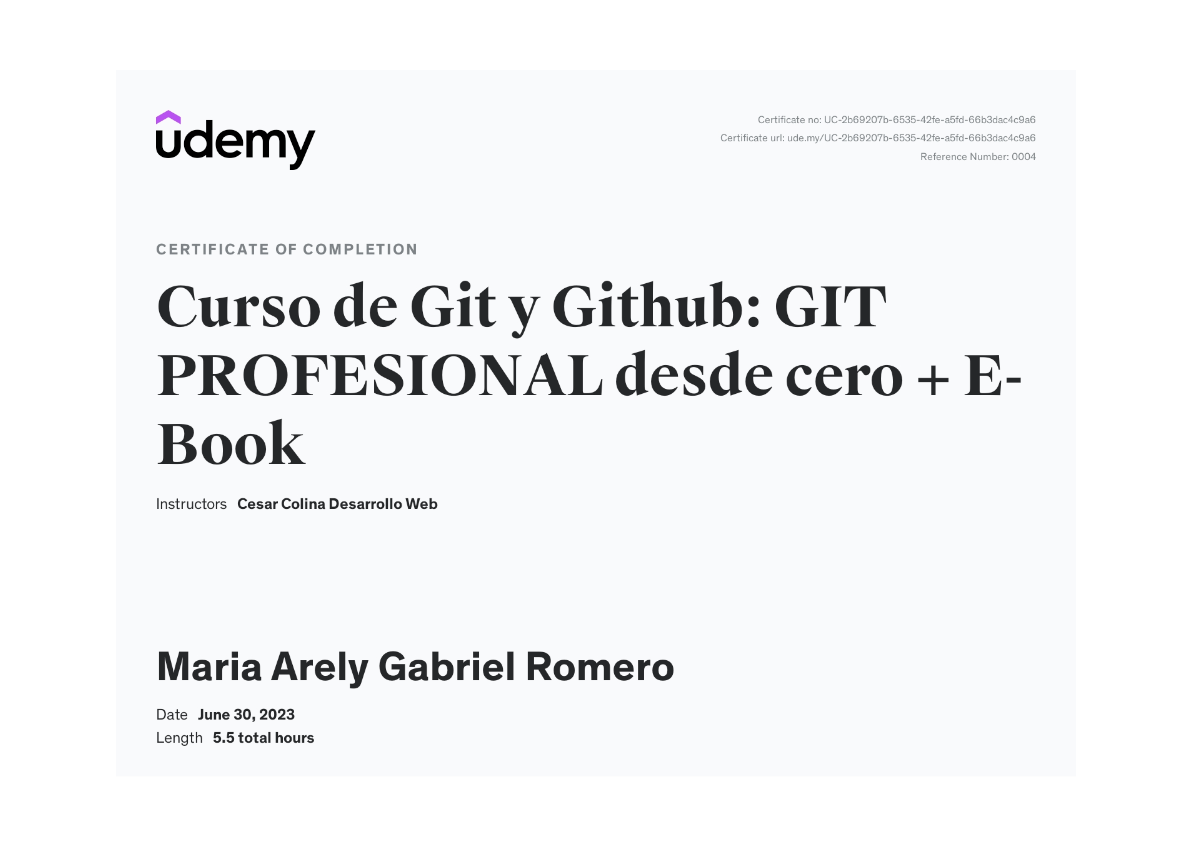 udemy
Certificate no: UC-2b69207b-6535-42fe-a5fd-66b3dac4c9a6
Certificate url: ude.my/UC-2b69207b-6535-42fe-a5fd-66b3dac4c9a6
Reference Number: 0004
CERTIFICATE OF COMPLETION
Curso de Git y Github: GIT
PROFESIONAL desde cero + E-
Book
Instructors Cesar Colina Desarrollo Web
Maria Arely Gabriel Romero
Date June 30, 2023
Length 5.5 total hours